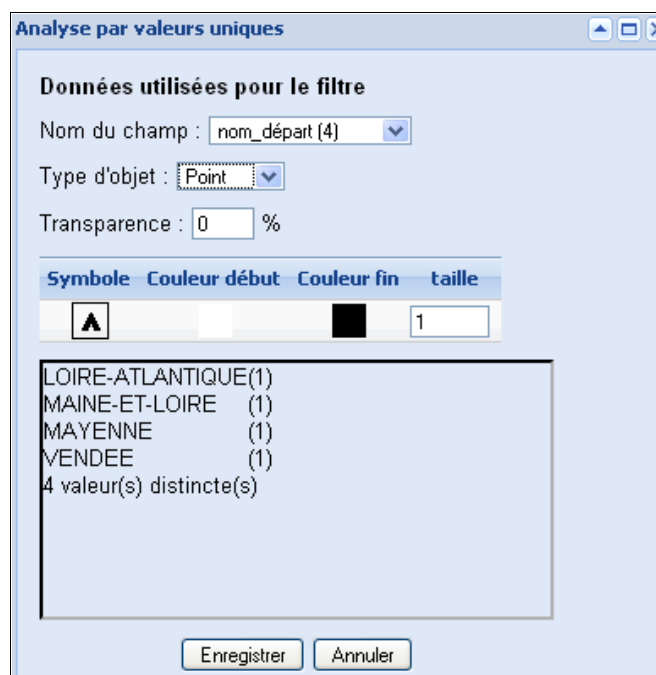 Analyse par valeurs uniques
Données utilisées pour le filtre
Nom du champ : nom_départ (4)
Type d'objet : Point
Transparence : 0 %
Symbole Couleur début Couleur fin taille
1
LOIRE-ATLANTIQUE(1)
MAINE-ET-LOIRE (1)
MAYENNE (1)
VENDEE (1)
4 valeur(s) distincte(s)
Enregistrer Annuler